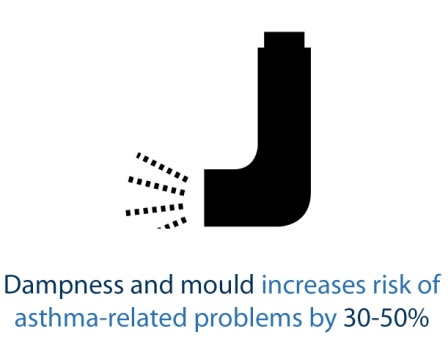 Dampness and mould increases risk of
asthma-related problems by 30-50%